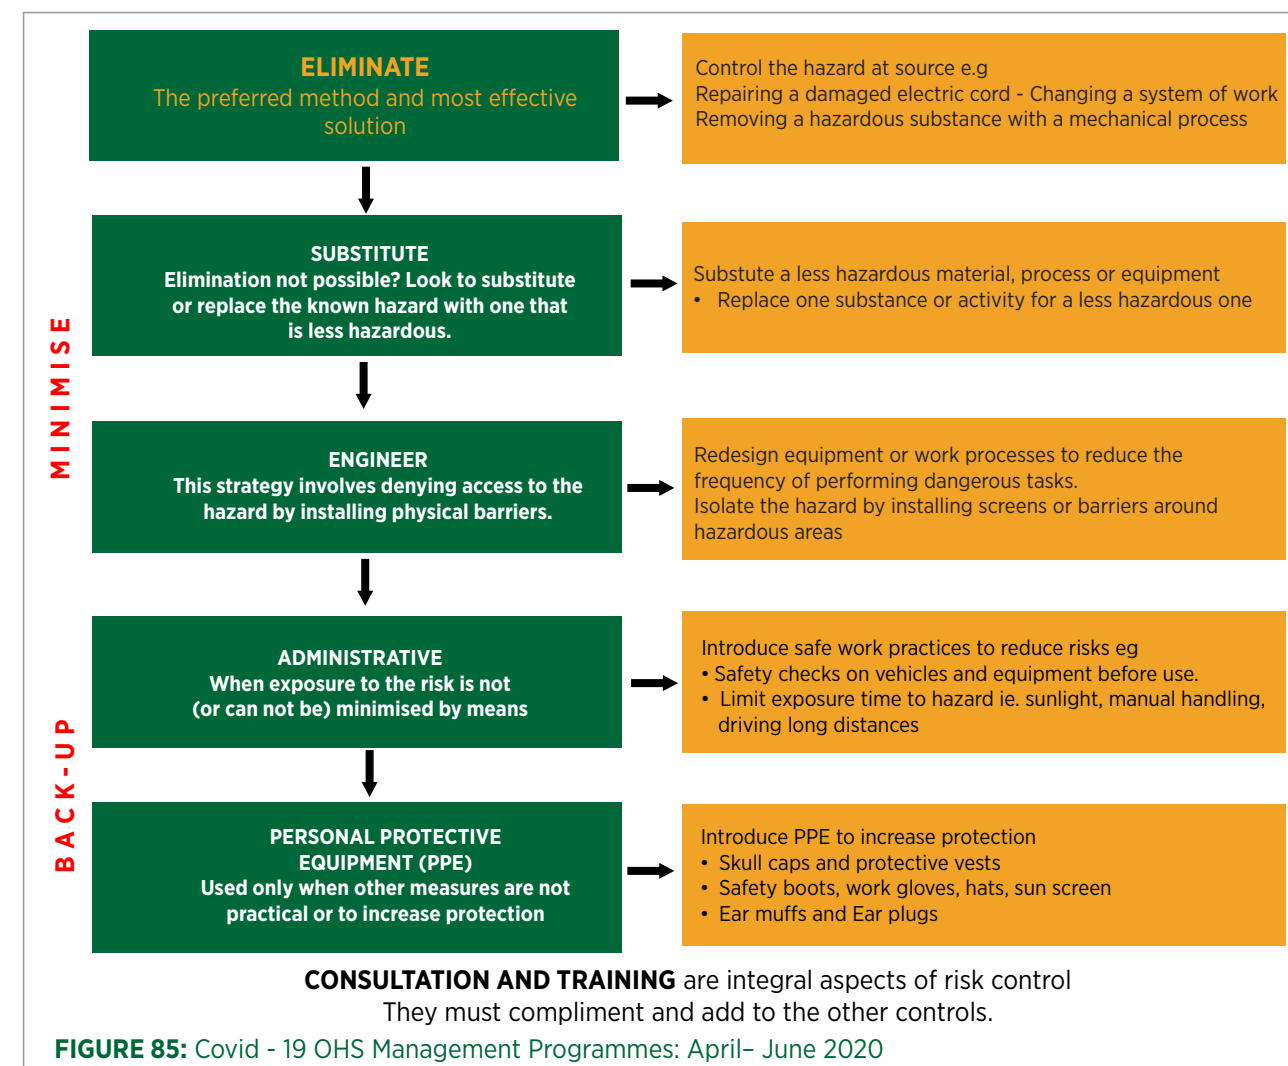 ELIMINATE
The preferred method and most effective
solution
Control the hazard at source e.g
Repairing a damaged electric cord - Changing a system of work
Removing a hazardous substance with a mechanical process
MINIMISE
SUBSTITUTE
Elimination not possible? Look to substitute
or replace the known hazard with one that
is less hazardous.
Substute a less hazardous material, process or equipment
• Replace one substance or activity for a less hazardous one
ENGINEER
This strategy involves denying access to the
hazard by installing physical barriers.
Redesign equipment or work processes to reduce the
frequency of performing dangerous tasks.
Isolate the hazard by installing screens or barriers around
hazardous areas
BACK-UP
ADMINISTRATIVE
When exposure to the risk is not
(or can not be) minimised by means
Introduce safe work practices to reduce risks eg
• Safety checks on vehicles and equipment before use.
• Limit exposure time to hazard ie. sunlight, manual handling,
driving long distances
PERSONAL PROTECTIVE
EQUIPMENT (PPE)
Used only when other measures are not
practical or to increase protection
Introduce PPE to increase protection
• Skull caps and protective vests
• Safety boots, work gloves, hats, sun screen
• Ear muffs and Ear plugs
CONSULTATION AND TRAINING are integral aspects of risk control
They must compliment and add to the other controls.
FIGURE 85: Covid - 19 OHS Management Programmes: April– June 2020